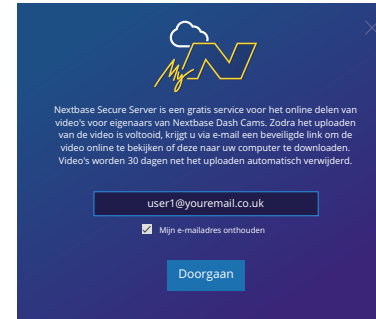 My N
Nextbase Secure Server is een gratis service voor het online delen van
video's voor eigenaars van Nextbase Dash Cams. Zodra het uploaden
van de video is voltooid, krijgt u via e-mail een beveiligde link om de
video online te bekijken of deze naar uw computer te downloaden.
Video's worden 30 dagen net het uploaden automatisch verwijderd.
user1@youremail.co.uk
Mijn e-mailadres onthouden
Doorgaan